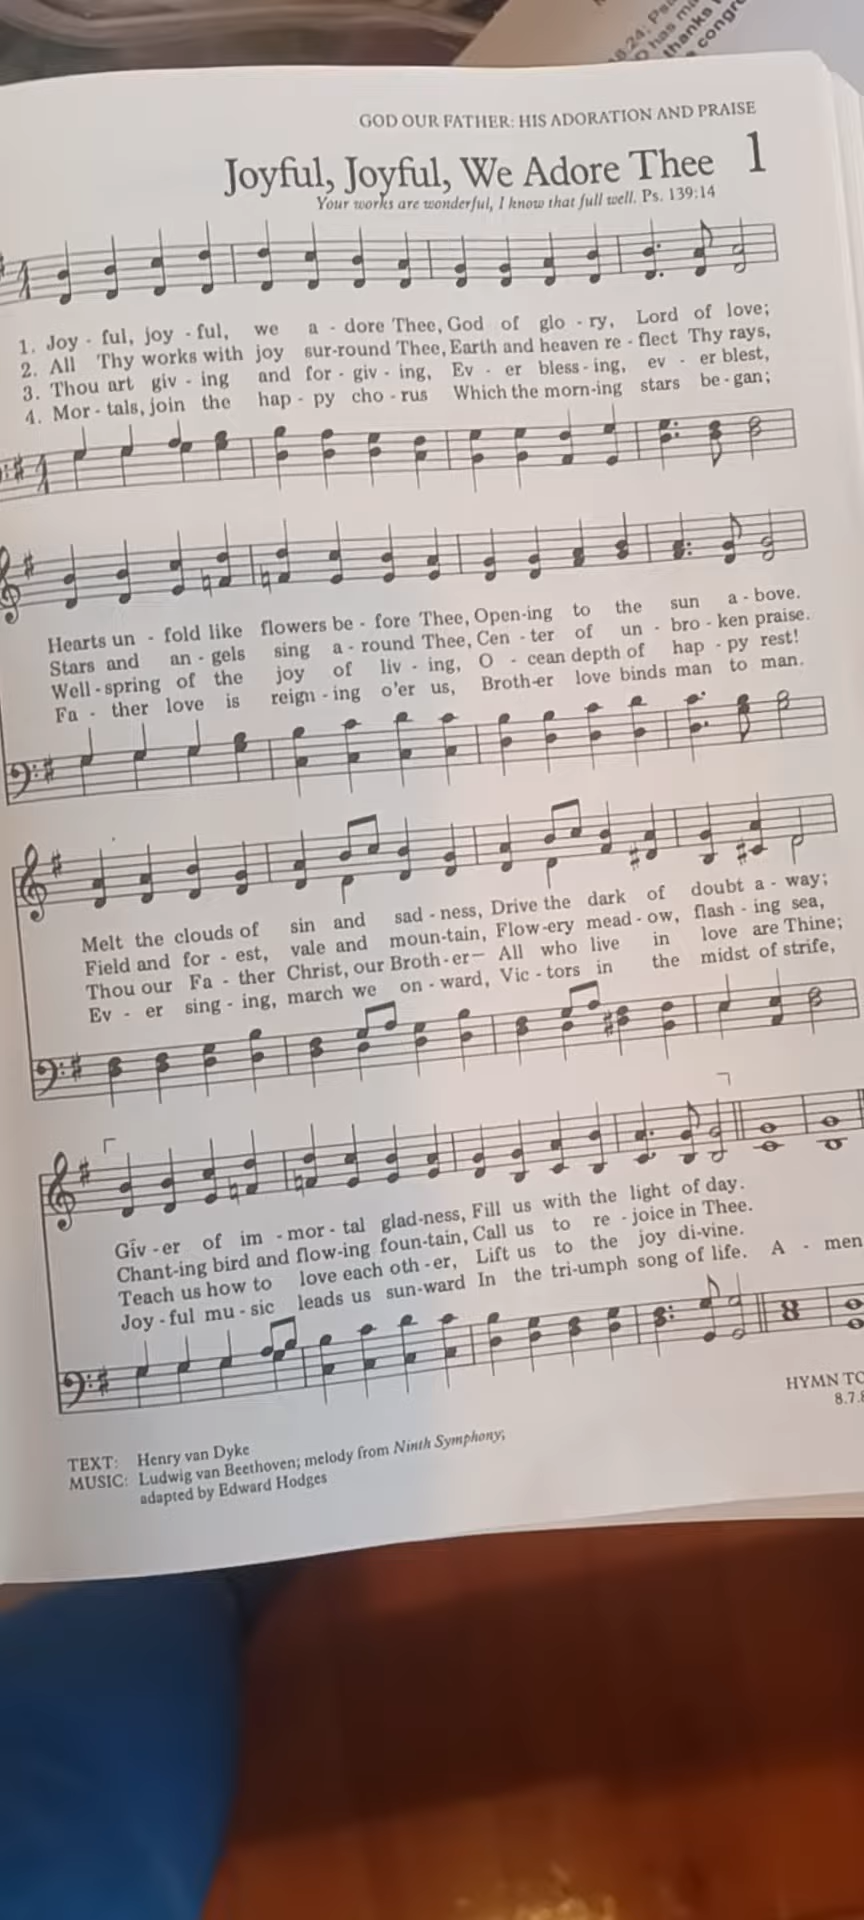 18-24; Psa
O has ma
thanks
congre
GOD OUR FATHER: HIS ADORATION AND PRAISE
Joyful, Joyful, We Adore Thee 1
Your works are wonderful, I know that full well. Ps. 139:14
1. Joy - ful, joy - ful, we a - dore Thee, God of glo - ry, Lord of love;
2. All Thy works with joy sur-round Thee, Earth and heaven re - flect Thy rays,
3. Thou art giv - ing and for - giv - ing, Ev - er bless - ing, ev - er blest,
4. Mor - tals, join the hap - py cho - rus Which the morn-ing stars be - gan;
Hearts un - fold like flowers be - fore Thee, Open-ing to the sun a - bove.
Stars and an - gels sing a - round Thee, Cen - ter of un - bro - ken praise.
Well - spring of the joy of liv - ing, O - cean depth of hap - py rest!
Fa - ther love is reign - ing o'er us, Broth-er love binds man to man.
Melt the clouds of sin and sad - ness, Drive the dark of doubt a - way;
Field and for - est, vale and moun-tain, Flow-ery mead - ow, flash - ing sea,
Thou our Fa - ther Christ, our Broth - er— All who live in love are Thine;
Ev - er sing - ing, march we on - ward, Vic - tors in the midst of strife,
Giv - er of im - mor - tal glad-ness, Fill us with the light of day.
Chant-ing bird and flow-ing foun-tain, Call us to re - joice in Thee.
Teach us how to love each oth - er, Lift us to the joy di-vine.
Joy - ful mu - sic leads us sun-ward In the tri-umph song of life. A - men
HYMN TO
8.7.8
TEXT: Henry van Dyke
MUSIC: Ludwig van Beethoven; melody from Ninth Symphony;
adapted by Edward Hodges